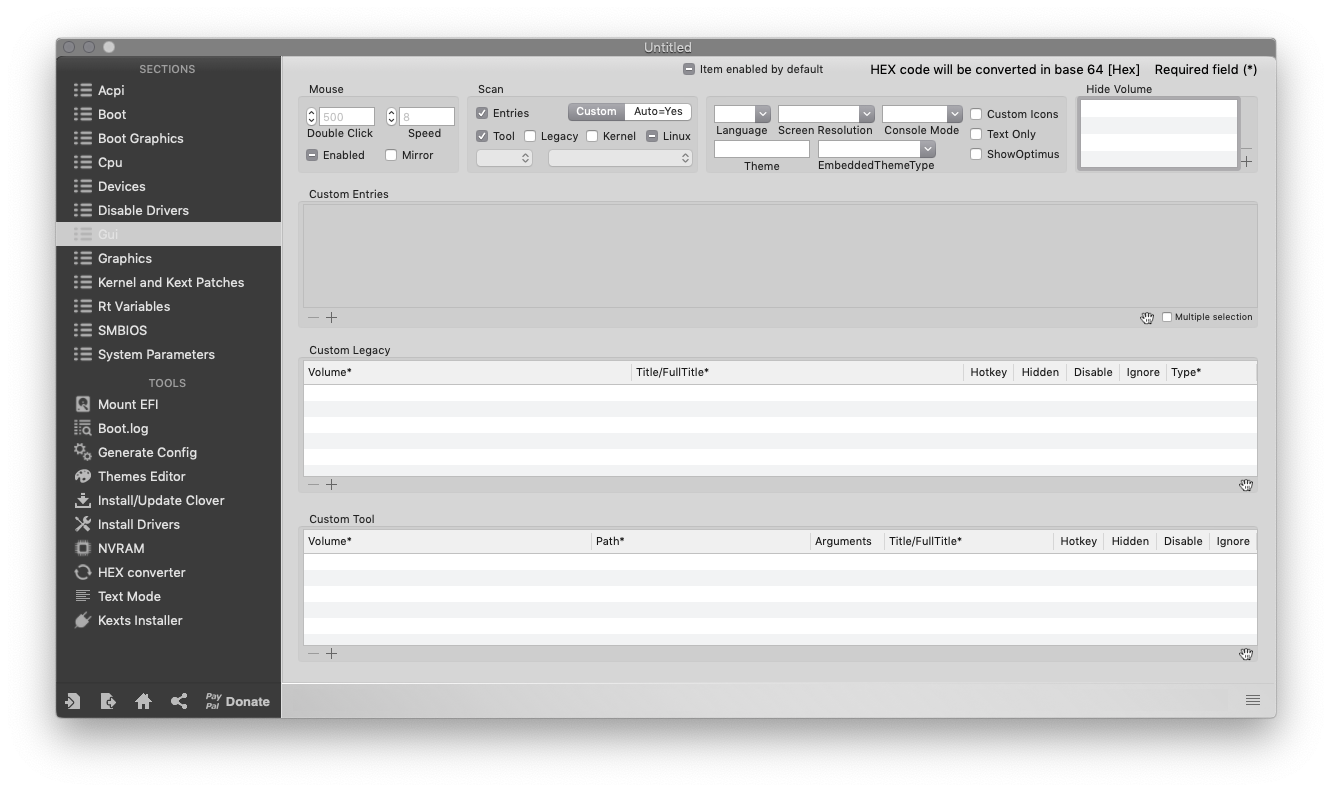 Untitled
SECTIONS
Acpi
Boot
Boot Graphics
Cpu
Devices
Disable Drivers
Gui
Graphics
Kernel and Kext Patches
Rt Variables
SMBIOS
System Parameters
TOOLS
Mount EFI
Boot.log
Generate Config
Themes Editor
Install/Update Clover
Install Drivers
NVRAM
HEX converter
Text Mode
Kexts Installer
Pay
Pal
Donate
Item enabled by default
HEX code will be converted in base 64 [Hex]
Required field (*)
Mouse
500
8
Double Click
Speed
Enabled
Mirror
Scan
Entries
Custom
Auto=Yes
Tool
Legacy
Kernel
Linux
Language
Screen Resolution
Console Mode
Theme
EmbeddedThemeType
Custom Icons
Text Only
ShowOptimus
Hide Volume
Custom Entries
Multiple selection
Custom Legacy
Volume* Title/FullTitle* Hotkey Hidden Disable Ignore Type*
Custom Tool
Volume* Path* Arguments Title/FullTitle* Hotkey Hidden Disable Ignore